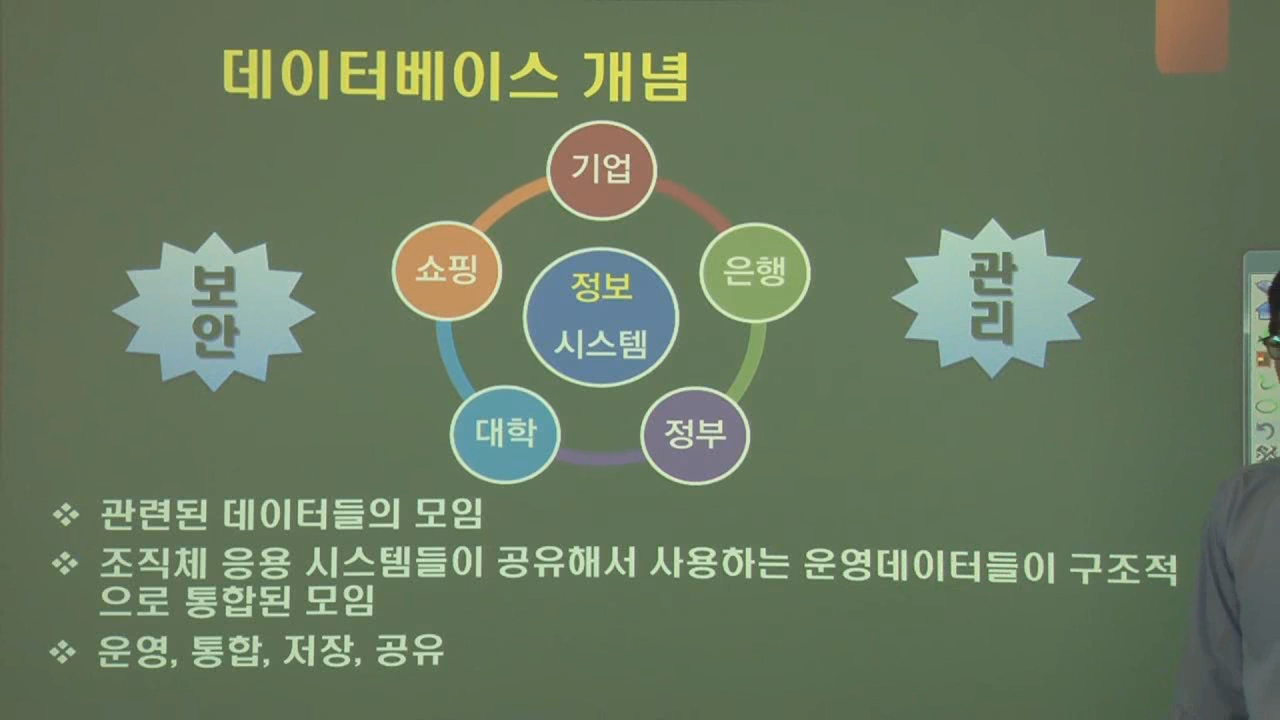 데이터베이스 개념
기업
쇼핑
은행
정보
시스템
대학
정부
보
안
관
리
❖ 관련된 데이터들의 모임
❖ 조직체 응용 시스템들이 공유해서 사용하는 운영데이터들이 구조적
으로 통합된 모임
❖ 운영, 통합, 저장, 공유